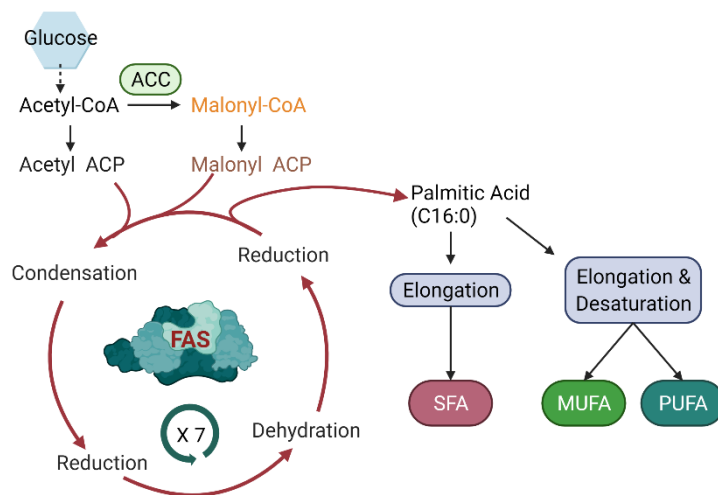 Glucose
ACC
Acetyl-CoA
Malonyl-CoA
Acetyl ACP
Malonyl ACP
Palmitic Acid
(C16:0)
Condensation
Reduction
Elongation
Elongation &
Desaturation
FAS
SFA
MUFA
PUFA
X 7
Dehydration
Reduction